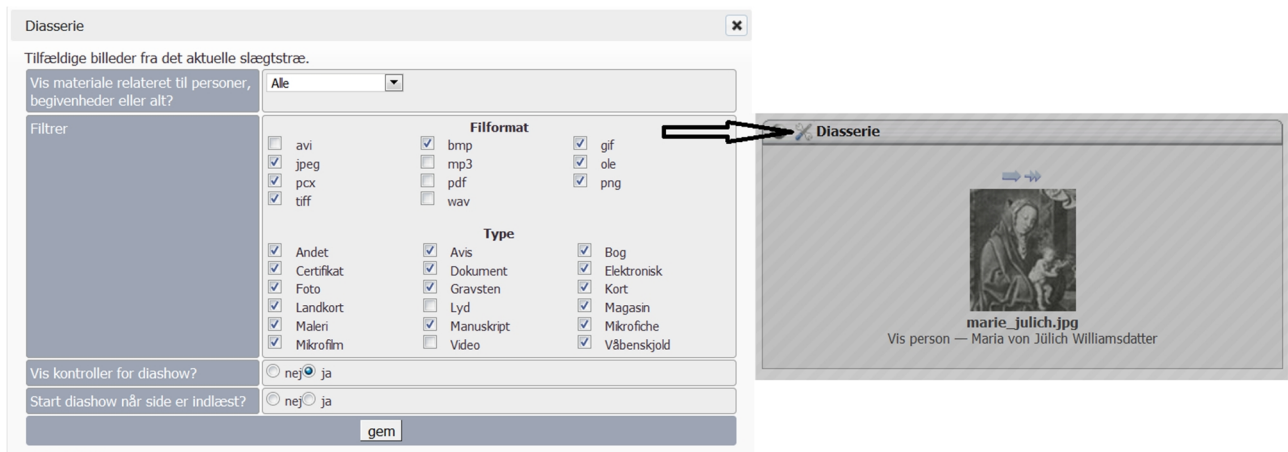 Diasserie
Tilfældige billeder fra det aktuelle slægtstræ.
Vis materiale relateret til personer,
begivenheder eller alt?
Alle
Filtrer
Filformat
avi bmp gif
jpeg mp3 ole
pcx pdf png
tiff wav
Type
Andet Avis Bog
Certifikat Dokument Elektronisk
Foto Gravsten Kort
Landkort Lyd Magasin
Maleri Manuskript Mikrofiche
Mikrofilm Video Våbenskjold
Vis kontroller for diashow?
nej ja
Start diashow når side er indlæst?
nej ja
gem
Diasserie
marie_julich.jpg
Vis person — Maria von Jülich Williamsdatter